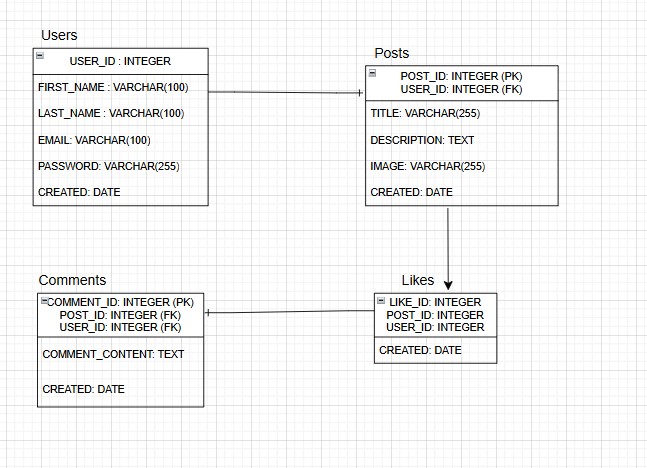 Users
USER_ID : INTEGER
FIRST_NAME : VARCHAR(100)
LAST_NAME : VARCHAR(100)
EMAIL: VARCHAR(100)
PASSWORD: VARCHAR(255)
CREATED: DATE
Posts
POST_ID: INTEGER (PK)
USER_ID: INTEGER (FK)
TITLE: VARCHAR(255)
DESCRIPTION: TEXT
IMAGE: VARCHAR(255)
CREATED: DATE
Comments
COMMENT_ID: INTEGER (PK)
POST_ID: INTEGER (FK)
USER_ID: INTEGER (FK)
COMMENT_CONTENT: TEXT
CREATED: DATE
Likes
LIKE_ID: INTEGER
POST_ID: INTEGER
USER_ID: INTEGER
CREATED: DATE